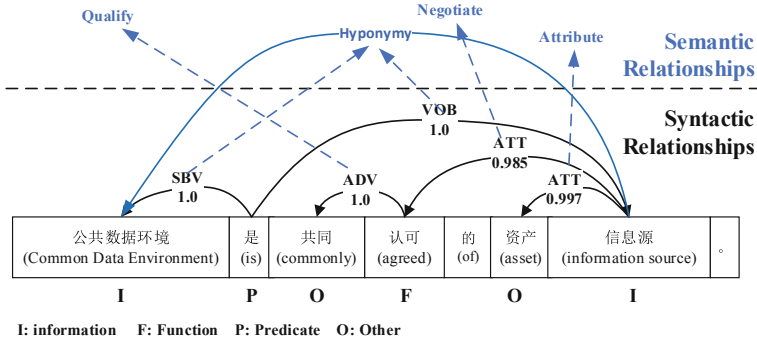 Qualify
Negotiate
Hyponymy
Attribute
Semantic
Relationships
Syntactic
Relationships
VOB
1.0
ATT
0.985
SBV
1.0
ADV
1.0
ATT
0.997
公共数据环境 是 共同 认可 的 资产 信息源 。
(Common Data Environment) (is) (commonly) (agreed) (of) (asset) (information source)
I P O F O I
I: information F: Function P: Predicate O: Other